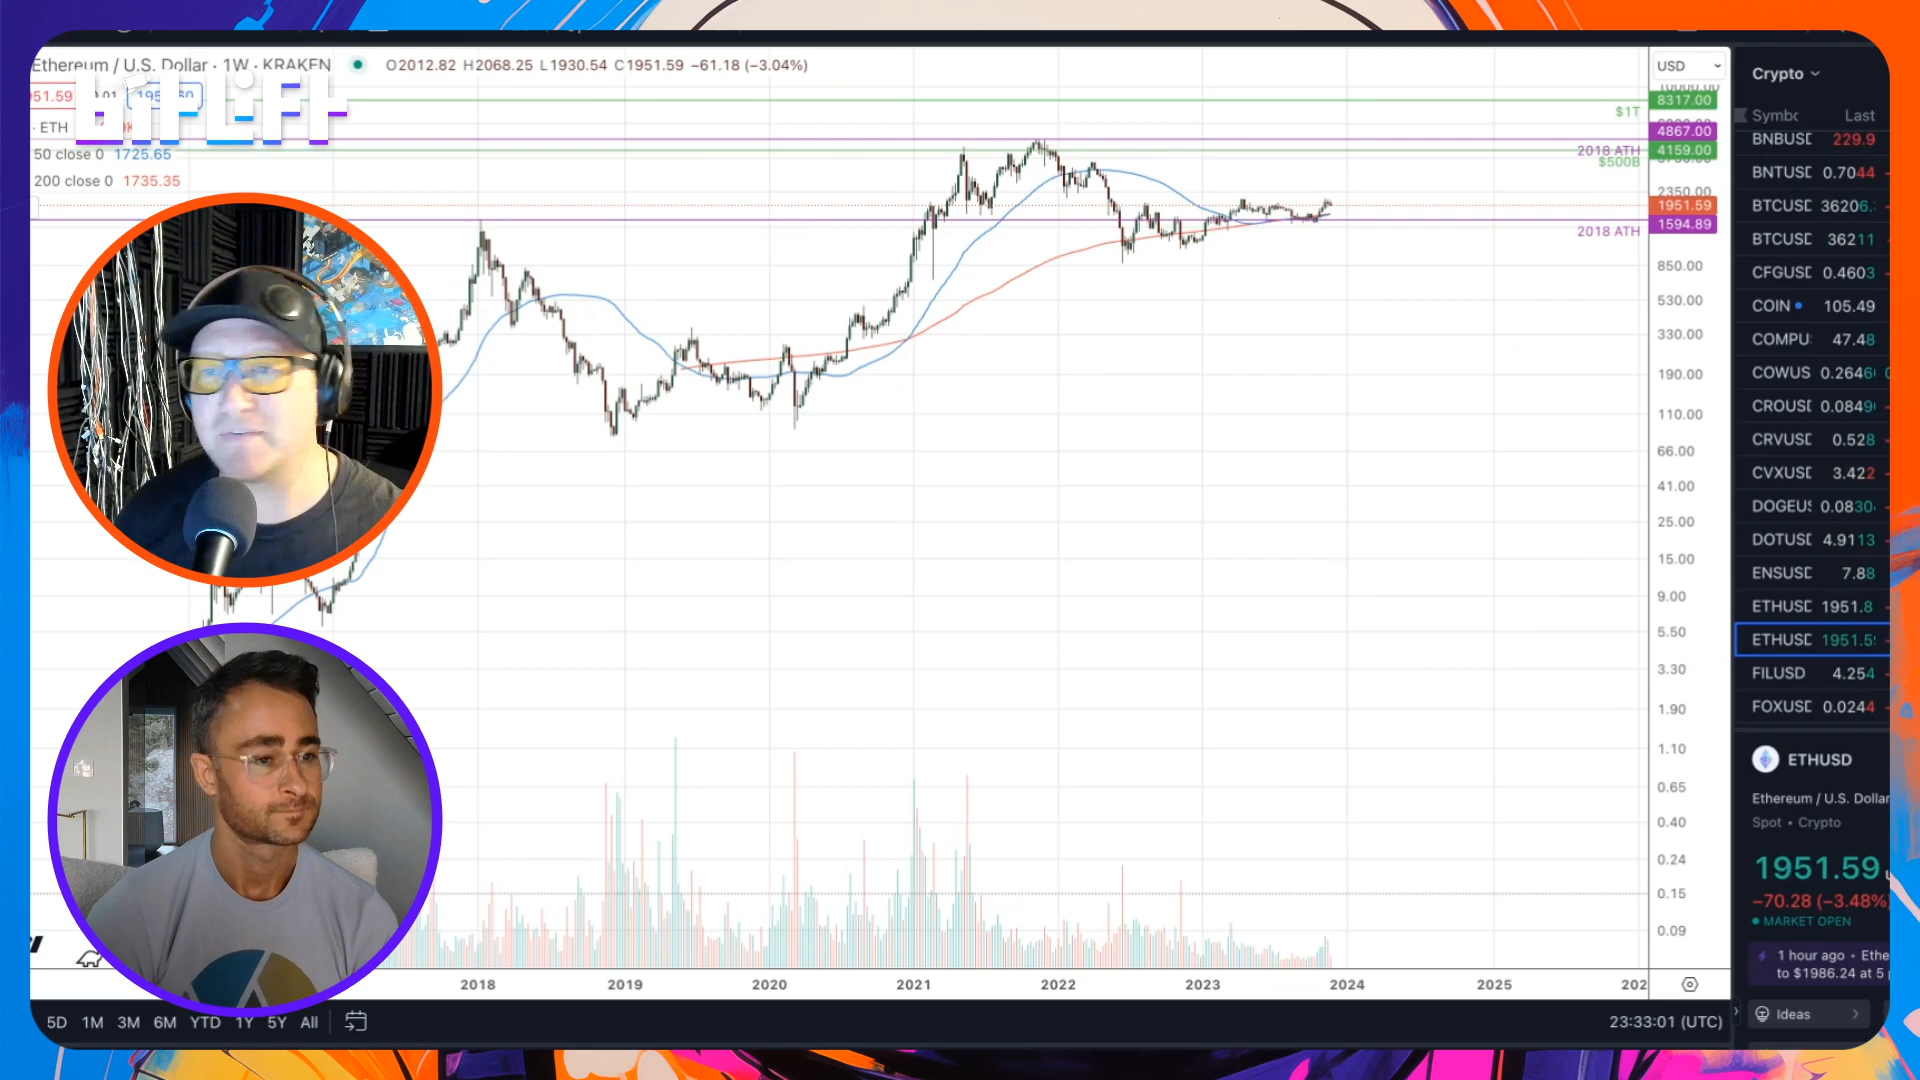 Ethereum / U.S. Dollar · 1W · KRAKEN O2012.82 H2068.25 L1930.54 C1951.59 −61.18 (−3.04%)
51.59
· ETH
50 close 0 1725.65
200 close 0 1735.35
USD
8317.00
$1T
4867.00
2018 ATH
4159.00
$500B
2350.00
1951.59
1594.89
2018 ATH
850.00
530.00
330.00
190.00
110.00
66.00
41.00
25.00
15.00
9.00
5.50
3.30
1.90
1.10
0.65
0.40
0.24
0.15
0.09
2018 2019 2020 2021 2022 2023 2024 2025 202
5D 1M 3M 6M YTD 1Y 5Y All
23:33:01 (UTC)
Crypto
Symbo Last
BNBUSD 229.9
BNTUSD 0.7044
BTCUSD 36206.
BTCUSD 36211
CFGUSD 0.4603
COIN 105.49
COMPU 47.48
COWUS 0.2646
CROUSD 0.0849
CRVUSD 0.528
CVXUSD 3.422
DOGEUS 0.0830
DOTUSD 4.9113
ENSUSD 7.88
ETHUSD 1951.8
ETHUSD 1951.5
FILUSD 4.254
FOXUSD 0.0244
ETHUSD
Ethereum / U.S. Dollar
Spot • Crypto
1951.59
−70.28 (−3.48%)
MARKET OPEN
1 hour ago • Ethe
to $1986.24 at 5
Ideas